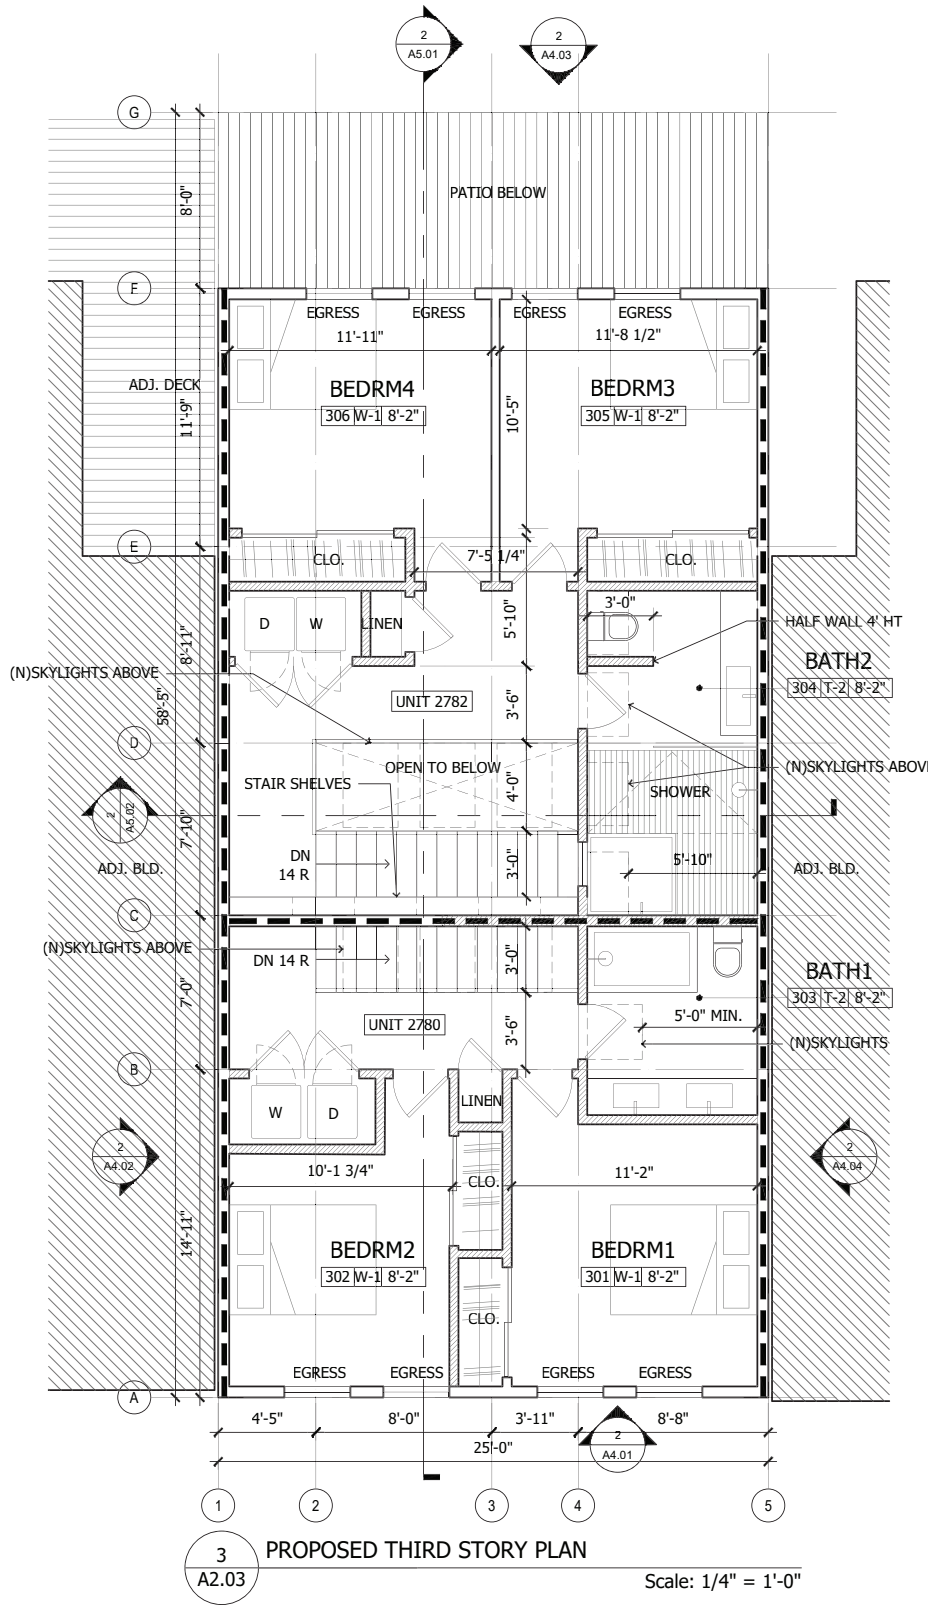 2
A5.01
2
A4.03
G
8'-0"
PATIO BELOW
F
EGRESS
EGRESS
EGRESS
EGRESS
11'-11"
11'-8 1/2"
ADJ. DECK
BEDRM4
BEDRM3
306 W-1 8'-2"
305 W-1 8'-2"
11'-9"
10'-5"
E
CLO.
7'-5 1/4"
CLO.
3'-0"
D
W
LINEN
5'-10"
HALF WALL 4' HT
8'-11"
BATH2
(N)SKYLIGHTS ABOVE
304 T-2 8'-2"
58'-5"
UNIT 2782
3'-6"
D
OPEN TO BELOW
(N)SKYLIGHTS ABOVE
STAIR SHELVES
4'-0"
SHOWER
2
A5.02
7'-10"
DN
14 R
3'-0"
5'-10"
ADJ. BLD.
ADJ. BLD.
C
(N)SKYLIGHTS ABOVE
DN 14 R
3'-0"
BATH1
303 T-2 8'-2"
7'-0"
UNIT 2780
3'-6"
5'-0" MIN.
(N)SKYLIGHTS
B
W
D
LINEN
2
A4.02
2
A4.04
10'-1 3/4"
CLO.
11'-2"
14'-11"
BEDRM2
BEDRM1
302 W-1 8'-2"
301 W-1 8'-2"
CLO.
EGRESS
EGRESS
EGRESS
EGRESS
A
4'-5"
8'-0"
3'-11"
8'-8"
2
A4.01
25'-0"
1
2
3
4
5
3
A2.03
PROPOSED THIRD STORY PLAN
Scale: 1/4" = 1'-0"